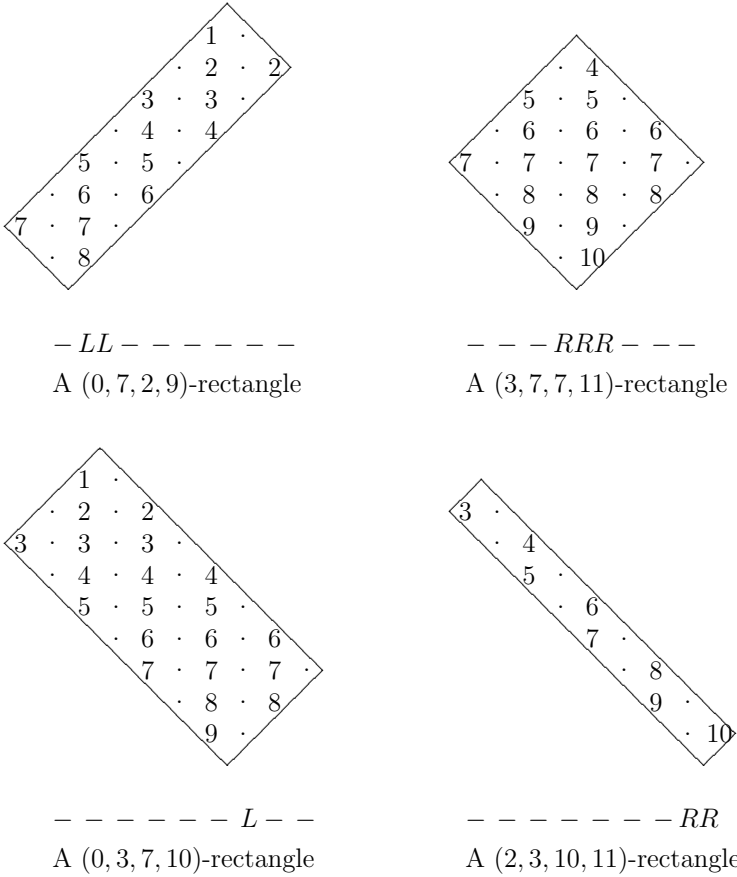 1 ·
· 2 · 2
3 · 3 ·
· 4 · 4
5 · 5 ·
· 6 · 6
7 · 7 ·
· 8
− LL − − − − − −
A (0, 7, 2, 9)-rectangle
· 4
5 · 5 ·
· 6 · 6 · 6
7 · 7 · 7 · 7 ·
· 8 · 8 · 8
9 · 9 ·
· 10
− − − RRR − − −
A (3, 7, 7, 11)-rectangle
1 ·
· 2 · 2
3 · 3 · 3 ·
· 4 · 4 · 4
5 · 5 · 5 ·
· 6 · 6 · 6
7 · 7 · 7 ·
· 8 · 8
9 ·
− − − − − − L − −
A (0, 3, 7, 10)-rectangle
3 ·
· 4
5 ·
· 6
7 ·
· 8
9 ·
· 10
− − − − − − − RR
A (2, 3, 10, 11)-rectangle